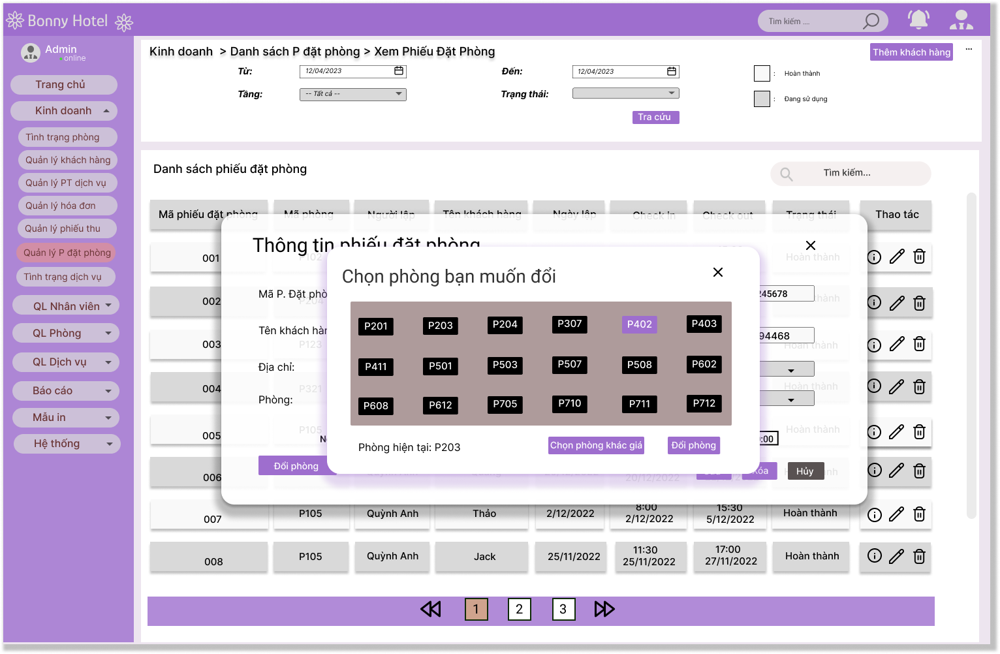 Bonny Hotel
Tìm kiếm ....
Admin
online
Trang chủ
Kinh doanh
Tình trạng phòng
Quản lý khách hàng
Quản lý PT dịch vụ
Quản lý hóa đơn
Quản lý phiếu thu
Quản lý P đặt phòng
Tình trạng dịch vụ
QL Nhân viên
QL Phòng
QL Dịch vụ
Báo cáo
Mẫu in
Hệ thống
Kinh doanh > Danh sách P đặt phòng > Xem Phiếu Đặt Phòng
Thêm khách hàng
...
Từ: 12/04/2023 Đến: 12/04/2023 : Hoàn thành
Tầng: -- Tất cả -- Trạng thái: : Đang sử dụng
Tra cứu
Danh sách phiếu đặt phòng
Tìm kiếm...
Mã phiếu đặt phòng Mã phòng Người lập Tên khách hàng Ngày lập Check in Check out Trạng thái Thao tác
Thông tin phiếu đặt phòng
001 P102 Hoàn thành
Chọn phòng bạn muốn đổi
Mã P. Đặt phò 245678
002 P204 thành
P201 P203 P204 P307 P402 P403
Tên khách hàn 94468
003 P123 Hoàn thành
Địa chỉ:
P411 P501 P503 P507 P508 P602
004 P321 Hoàn thành
Phòng:
P608 P612 P705 P710 P711 P712
005 P105 Hoàn thành
N :00
Phòng hiện tại: P203 Chọn phòng khác giá Đổi phòng
Đổi phòng Xóa Hủy
006 20/12/2022
007 P105 Quỳnh Anh Thảo 2/12/2022 8:00 2/12/2022 15:30 5/12/2022 Hoàn thành
008 P105 Quỳnh Anh Jack 25/11/2022 11:30 25/11/2022 17:00 27/11/2022 Hoàn thành
1 2 3